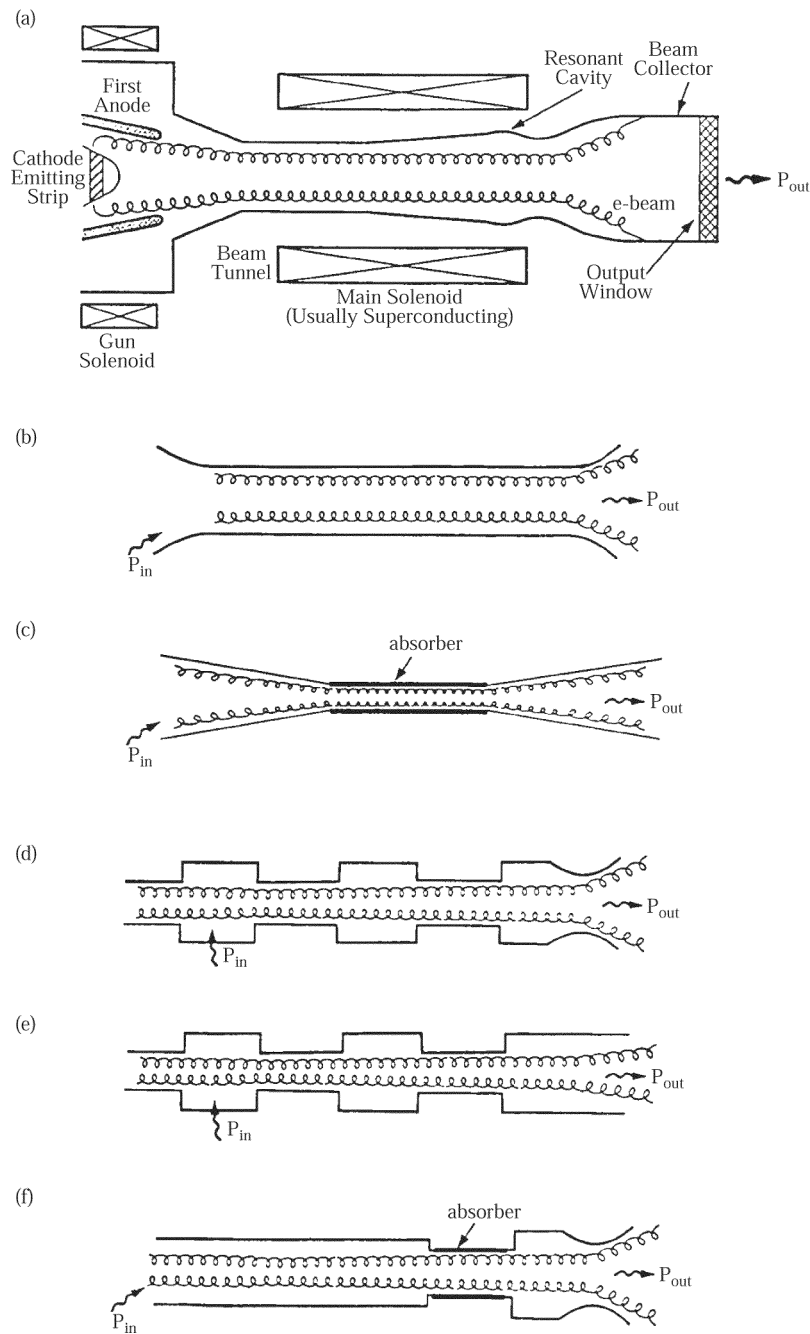 (a)
First
Anode
Cathode
Emitting
Strip
Resonant
Cavity
Beam
Collector
P_out
e-beam
Beam
Tunnel
Output
Window
Main Solenoid
(Usually Superconducting)
Gun
Solenoid
(b)
P_out
P_in
(c)
absorber
P_out
P_in
(d)
P_out
P_in
(e)
P_out
P_in
(f)
absorber
P_out
P_in